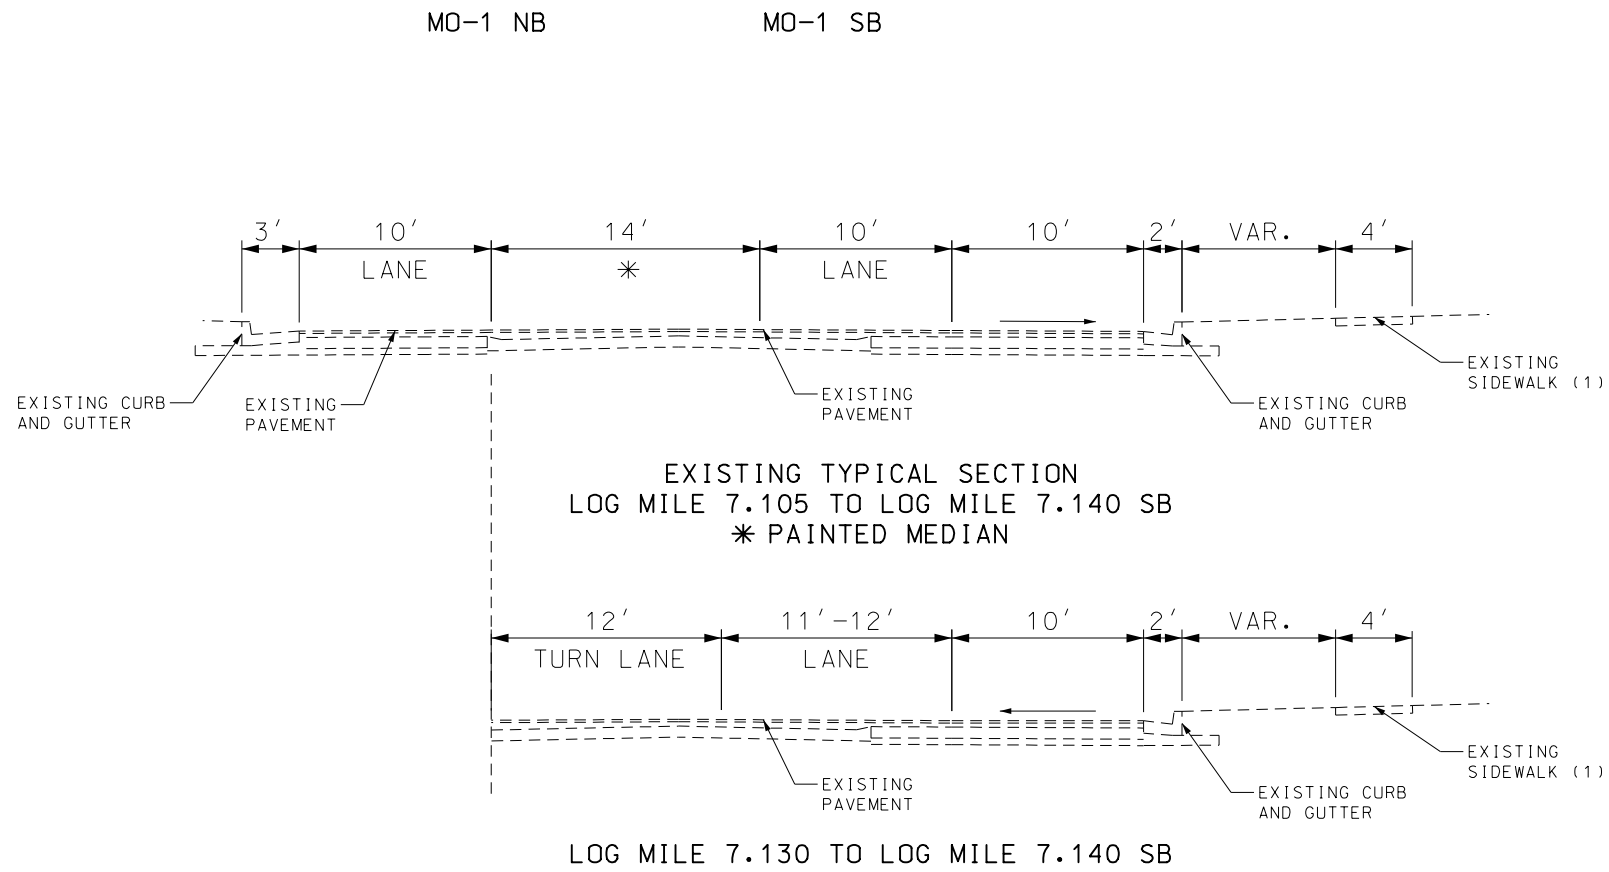 MO-1 NB MO-1 SB
3' 10' 14' 10' 10' 2' VAR. 4'
LANE * LANE
EXISTING CURB
AND GUTTER
EXISTING
PAVEMENT
EXISTING
PAVEMENT
EXISTING CURB
AND GUTTER
EXISTING
SIDEWALK (1)
EXISTING TYPICAL SECTION
LOG MILE 7.105 TO LOG MILE 7.140 SB
* PAINTED MEDIAN
12' 11'-12' 10' 2' VAR. 4'
TURN LANE LANE
EXISTING
PAVEMENT
EXISTING CURB
AND GUTTER
EXISTING
SIDEWALK (1)
LOG MILE 7.130 TO LOG MILE 7.140 SB